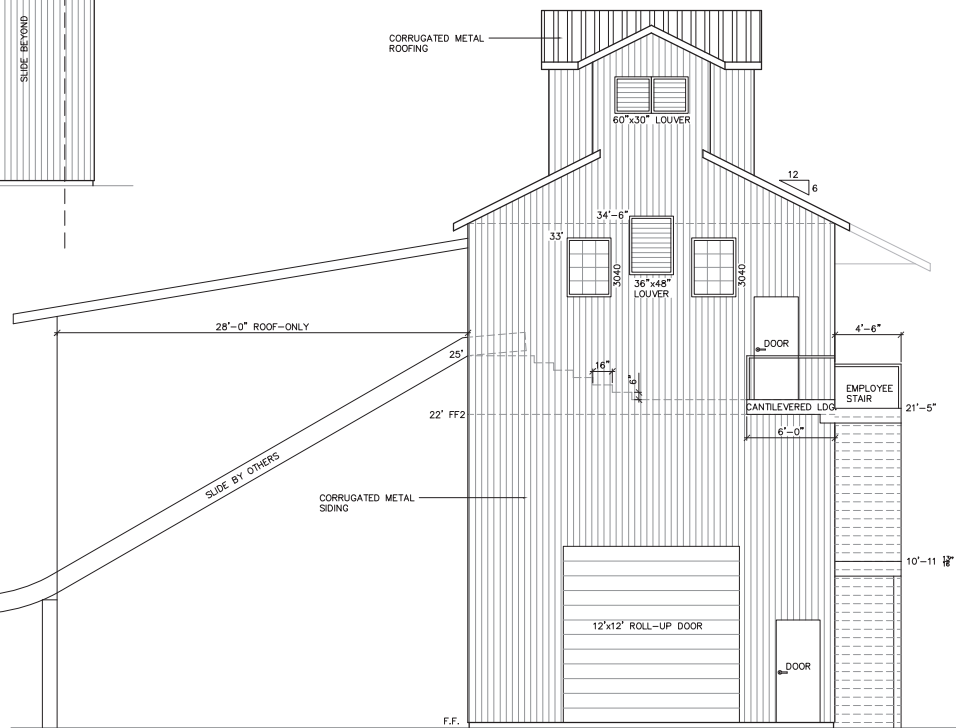 SLIDE BEYOND
CORRUGATED METAL
ROOFING
60"x30" LOUVER
12
6
34'-6"
33'
3040
3040
36"x48"
LOUVER
28'-0" ROOF-ONLY
4'-6"
DOOR
25'
16"
6"
EMPLOYEE
STAIR
CANTILEVERED LDG.
21'-5"
22' FF2
6'-0"
SLIDE BY OTHERS
CORRUGATED METAL
SIDING
10'-11 13/16"
12'x12' ROLL-UP DOOR
DOOR
F.F.